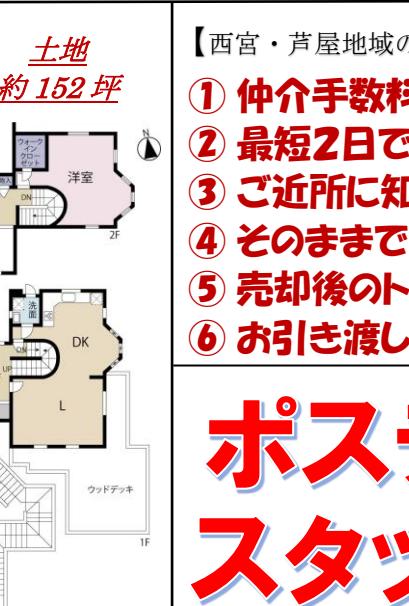 土地
約 152 坪
N
ウォーク
イン
クロー
ゼット
物入
洋室
DN
2F
洗面
DK
DN
UP
L
ウッドデッキ
1F
【西宮・芦屋地域の
① 仲介手数料
② 最短2日で
③ ご近所に知
④ そのままで
⑤ 売却後のト
⑥ お引き渡し
ポス
スタッ